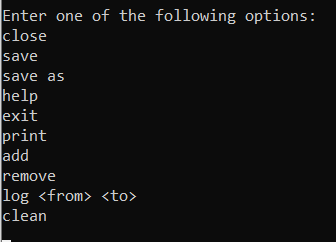 Enter one of the following options:
close
save
save as
help
exit
print
add
remove
log <from> <to>
clean